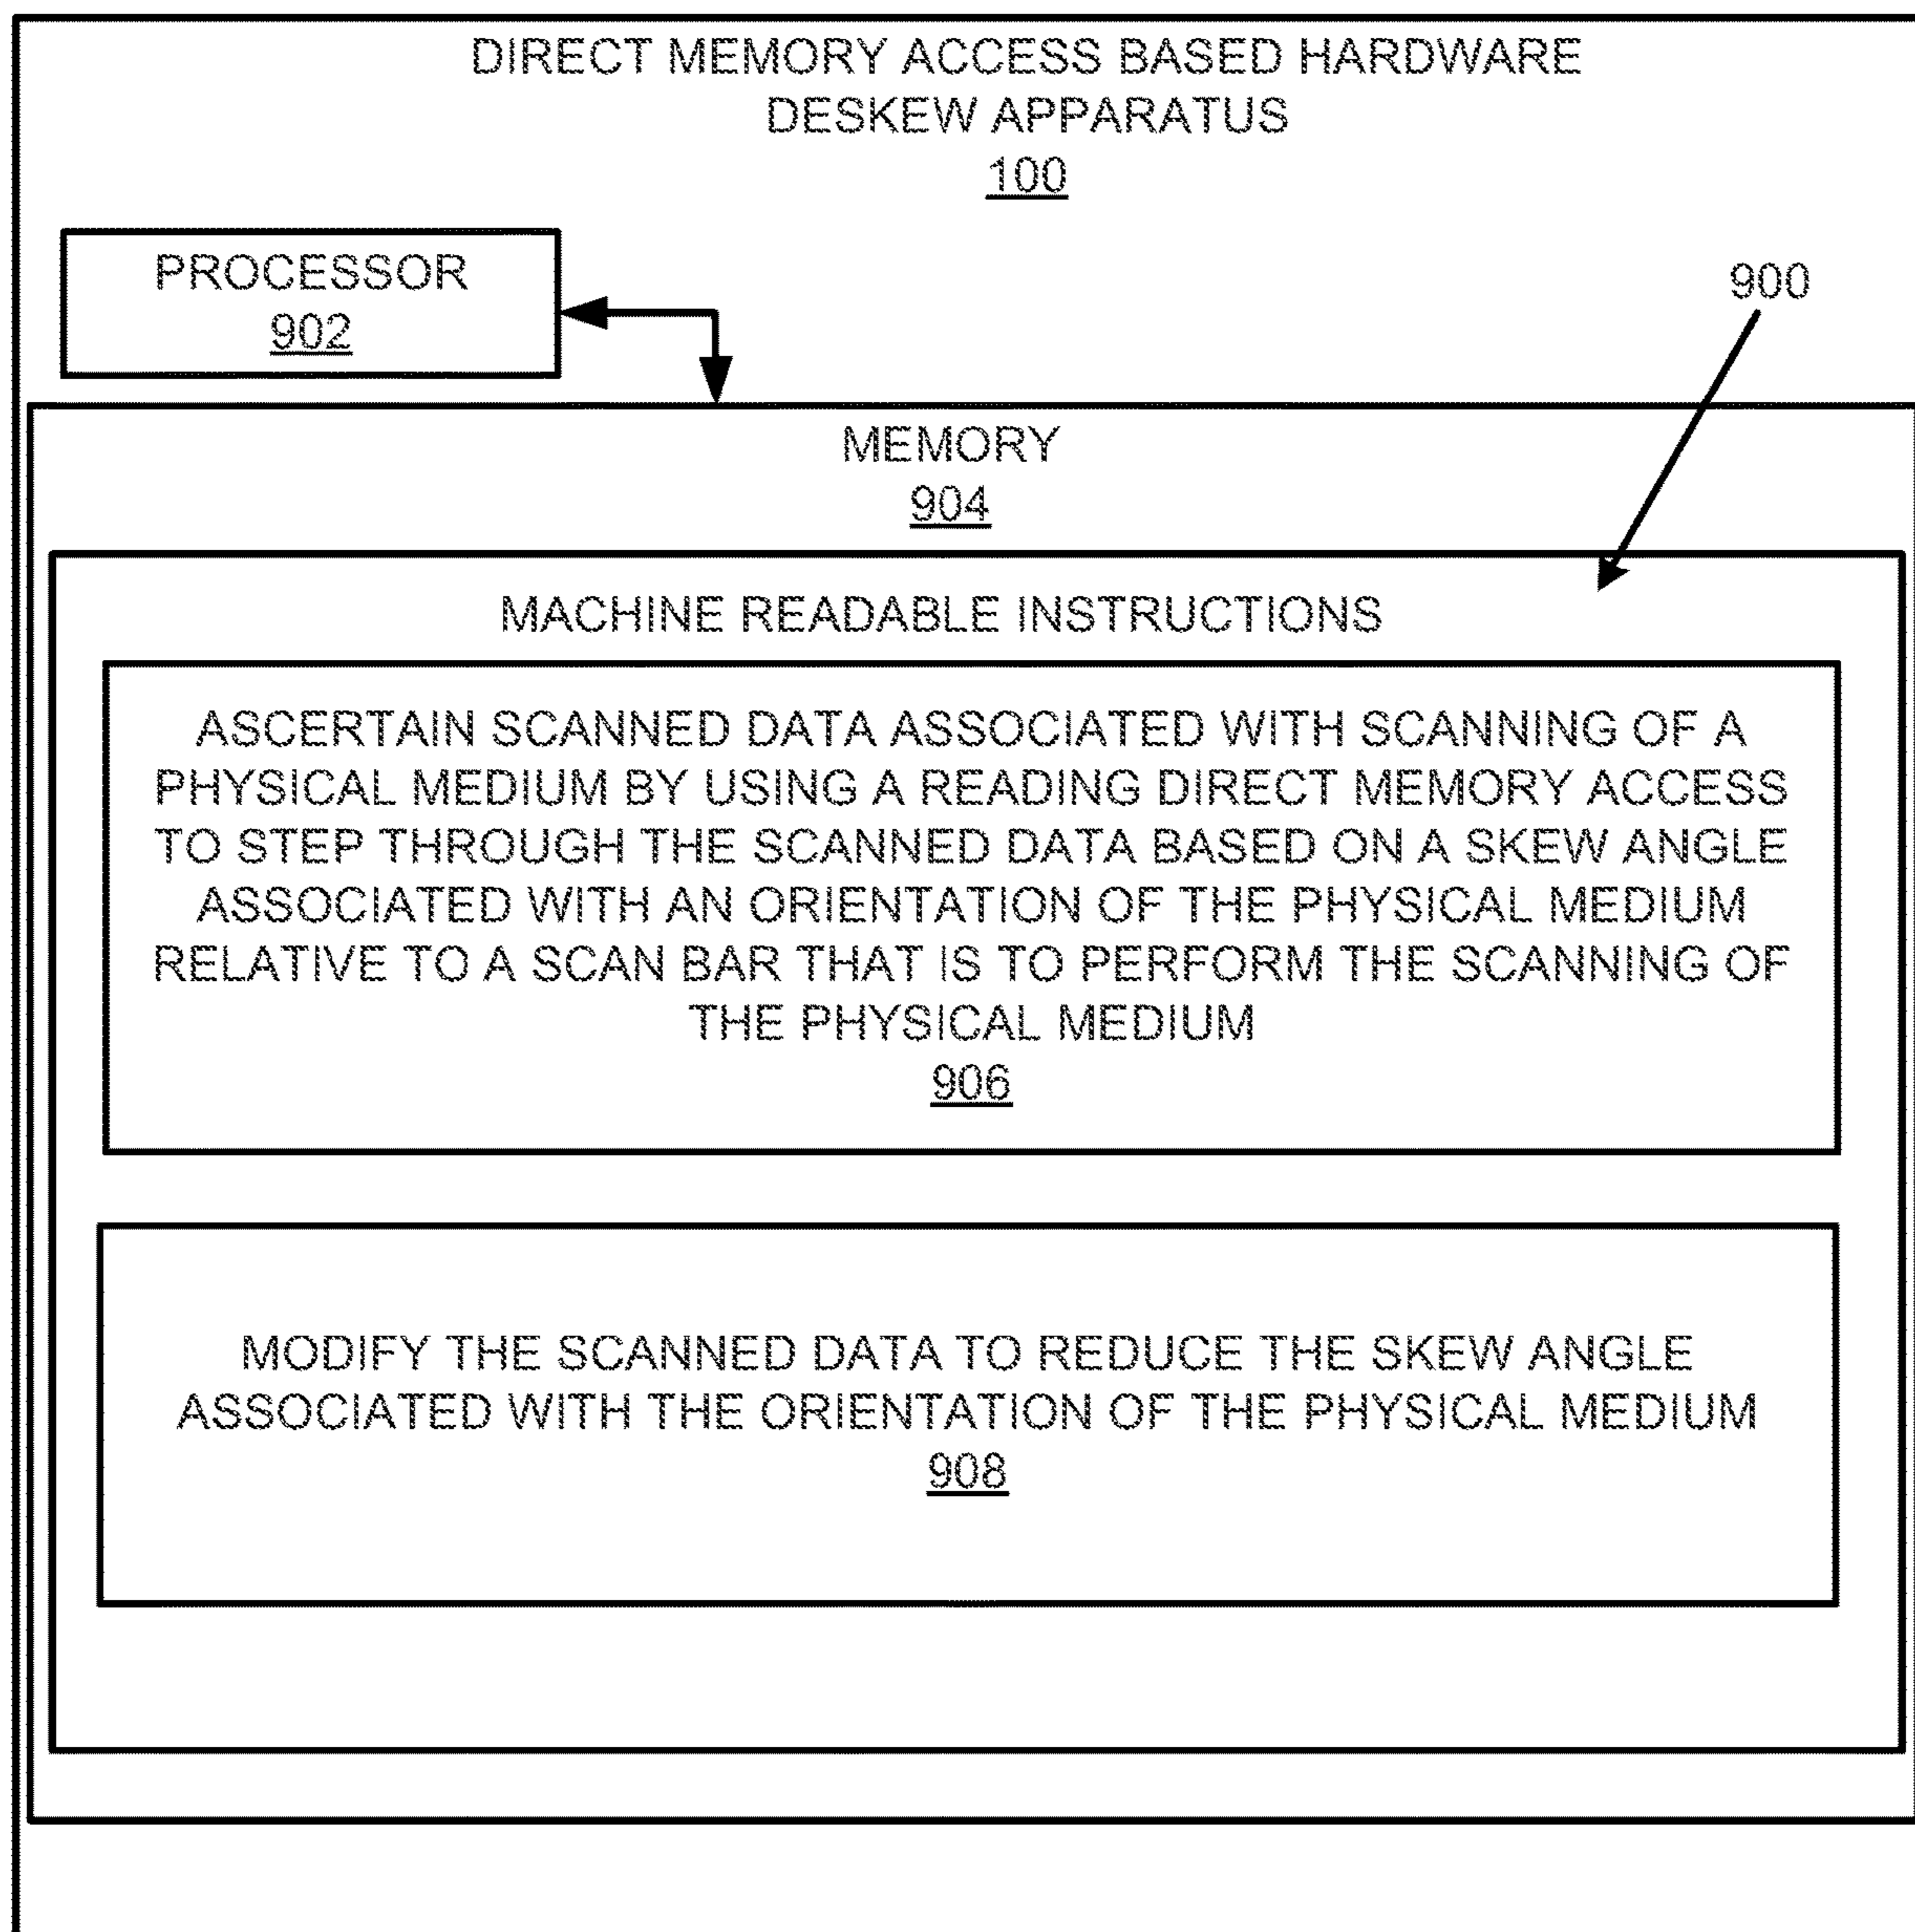 DIRECT MEMORY ACCESS BASED HARDWARE
DESKEW APPARATUS
100
PROCESSOR
902
900
MEMORY
904
MACHINE READABLE INSTRUCTIONS
ASCERTAIN SCANNED DATA ASSOCIATED WITH SCANNING OF A
PHYSICAL MEDIUM BY USING A READING DIRECT MEMORY ACCESS
TO STEP THROUGH THE SCANNED DATA BASED ON A SKEW ANGLE
ASSOCIATED WITH AN ORIENTATION OF THE PHYSICAL MEDIUM
RELATIVE TO A SCAN BAR THAT IS TO PERFORM THE SCANNING OF
THE PHYSICAL MEDIUM
906
MODIFY THE SCANNED DATA TO REDUCE THE SKEW ANGLE
ASSOCIATED WITH THE ORIENTATION OF THE PHYSICAL MEDIUM
908